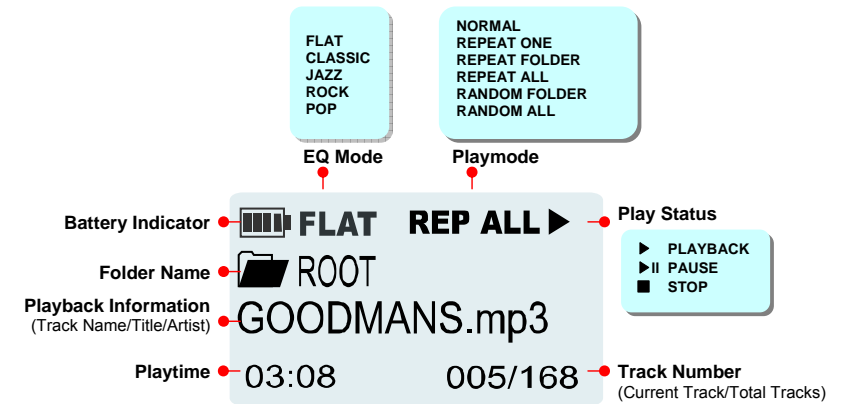 FLAT
CLASSIC
JAZZ
ROCK
POP
NORMAL
REPEAT ONE
REPEAT FOLDER
REPEAT ALL
RANDOM FOLDER
RANDOM ALL
EQ Mode
Playmode
Battery Indicator
FLAT
REP ALL ▶
Play Status
▶ PLAYBACK
▶II PAUSE
■ STOP
Folder Name
ROOT
Playback Information
(Track Name/Title/Artist)
GOODMANS.mp3
Playtime
03:08
005/168
Track Number
(Current Track/Total Tracks)